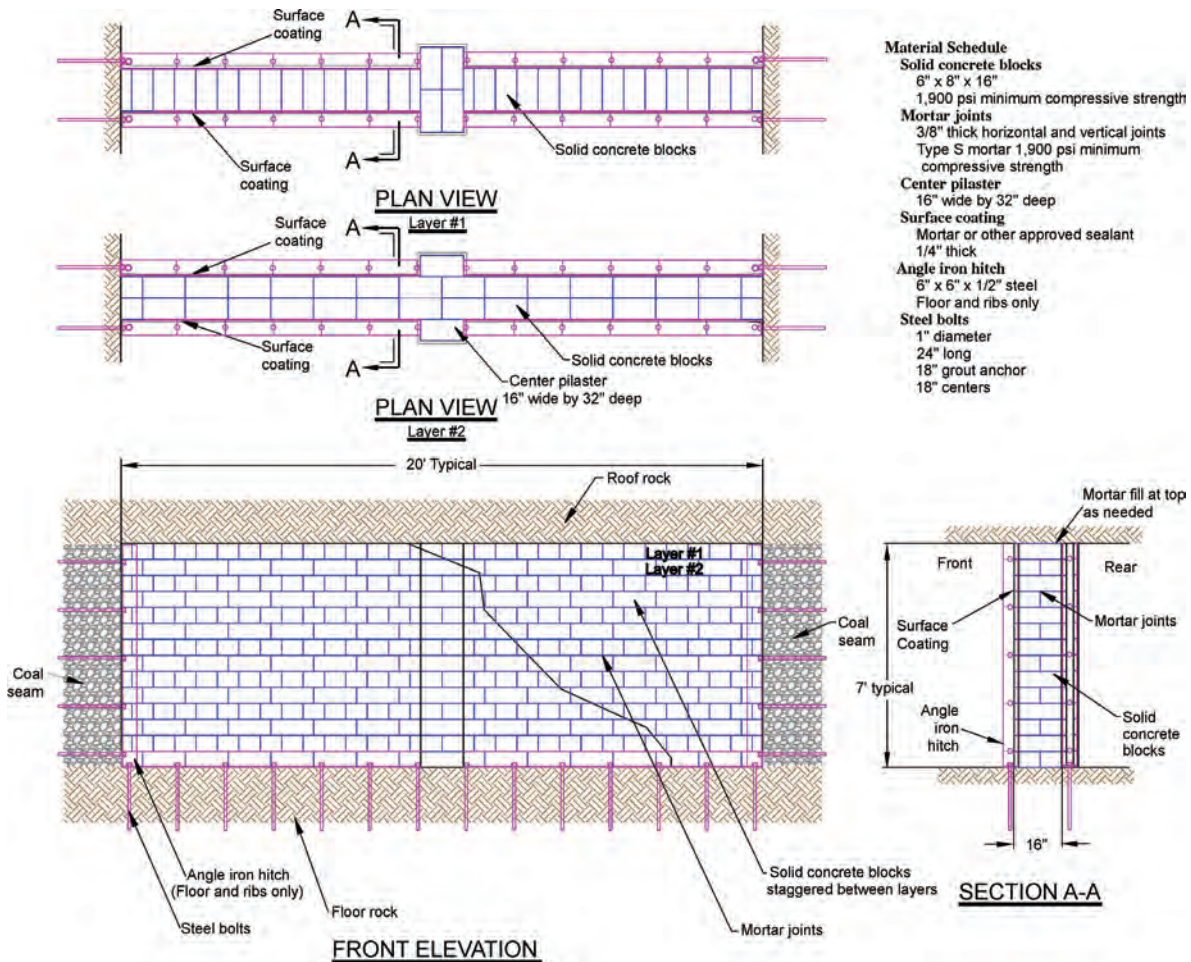 Surface
coating
A
A
Surface
coating
Solid concrete blocks
PLAN VIEW
Layer #1
Surface
coating
A
A
Surface
coating
Solid concrete blocks
Center pilaster
16" wide by 32" deep
PLAN VIEW
Layer #2
Material Schedule
Solid concrete blocks
6" x 8" x 16"
1,900 psi minimum compressive strength
Mortar joints
3/8" thick horizontal and vertical joints
Type S mortar 1,900 psi minimum
compressive strength
Center pilaster
16" wide by 32" deep
Surface coating
Mortar or other approved sealant
1/4" thick
Angle iron hitch
6" x 6" x 1/2" steel
Floor and ribs only
Steel bolts
1" diameter
24" long
18" grout anchor
18" centers
20' Typical
Roof rock
Layer #1
Layer #2
Coal
seam
Coal
seam
Angle iron hitch
(Floor and ribs only)
Steel bolts
Floor rock
Solid concrete blocks
staggered between layers
Mortar joints
FRONT ELEVATION
Mortar fill at top
as needed
Front
Rear
Surface
Coating
Mortar joints
7' typical
Angle
iron
hitch
Solid
concrete
blocks
16"
SECTION A-A